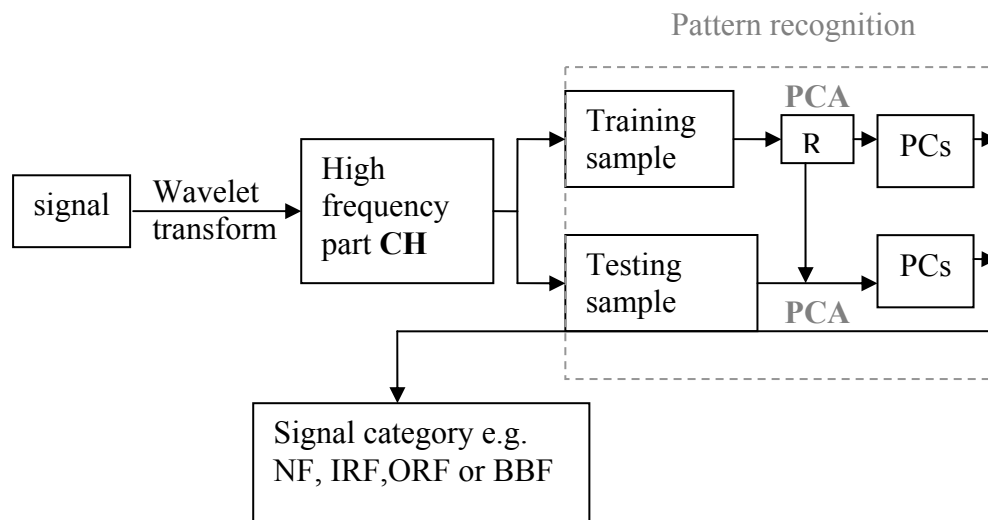 Pattern recognition
signal
Wavelet
transform
High
frequency
part CH
Training
sample
PCA
R
PCs
Testing
sample
PCA
PCs
Signal category e.g.
NF, IRF,ORF or BBF